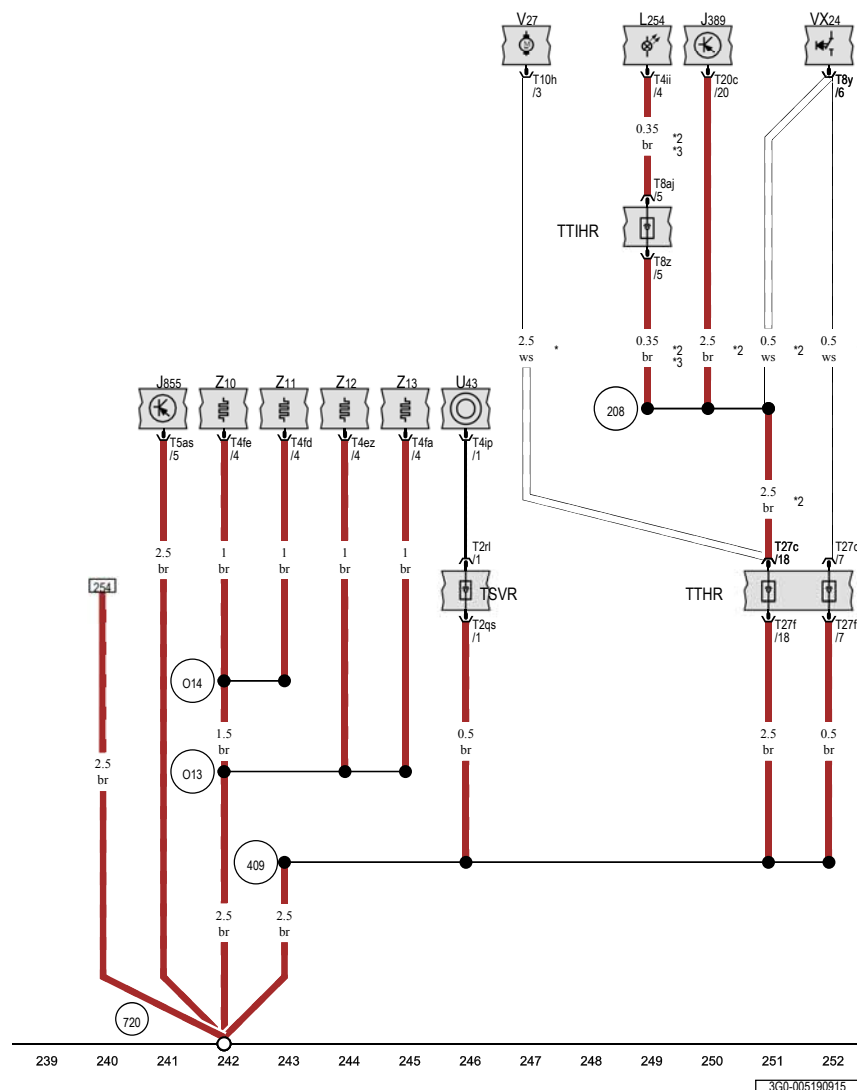 V27
L254
J389
VX24
T10h
/3
T4ii
/4
T20c
/20
T8y
/6
0.35
br
*2
*3
T8aj
/5
TTIHR
T8z
/5
2.5
ws
*
0.35
br
*2
*3
2.5
br
*2
0.5
ws
*2
0.5
ws
J855
Z10
Z11
Z12
Z13
U43
208
T5as
/5
T4fe
/4
T4fd
/4
T4ez
/4
T4fa
/4
T4ip
/1
2.5
br
*2
2.5
br
1
br
1
br
1
br
1
br
T2rl
/1
T27c
/18
T27c
/7
254
TSVR
TTHR
T2qs
/1
T27f
/18
T27f
/7
O14
1.5
br
0.5
br
2.5
br
0.5
br
2.5
br
O13
409
2.5
br
2.5
br
720
239 240 241 242 243 244 245 246 247 248 249 250 251 252
3G0-005190915